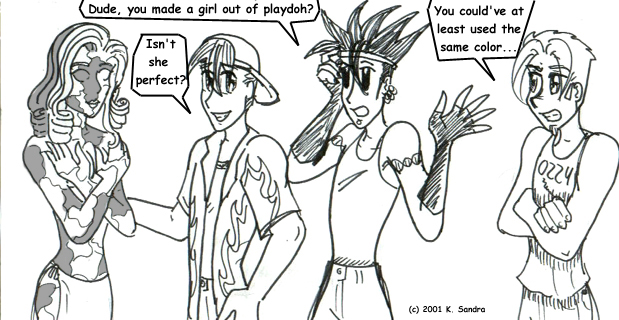 Dude, you made a girl out of playdoh?
Isn't
she
perfect?
You could've at
least used the
same color...
OZZY
G
(c) 2001 K. Sandra